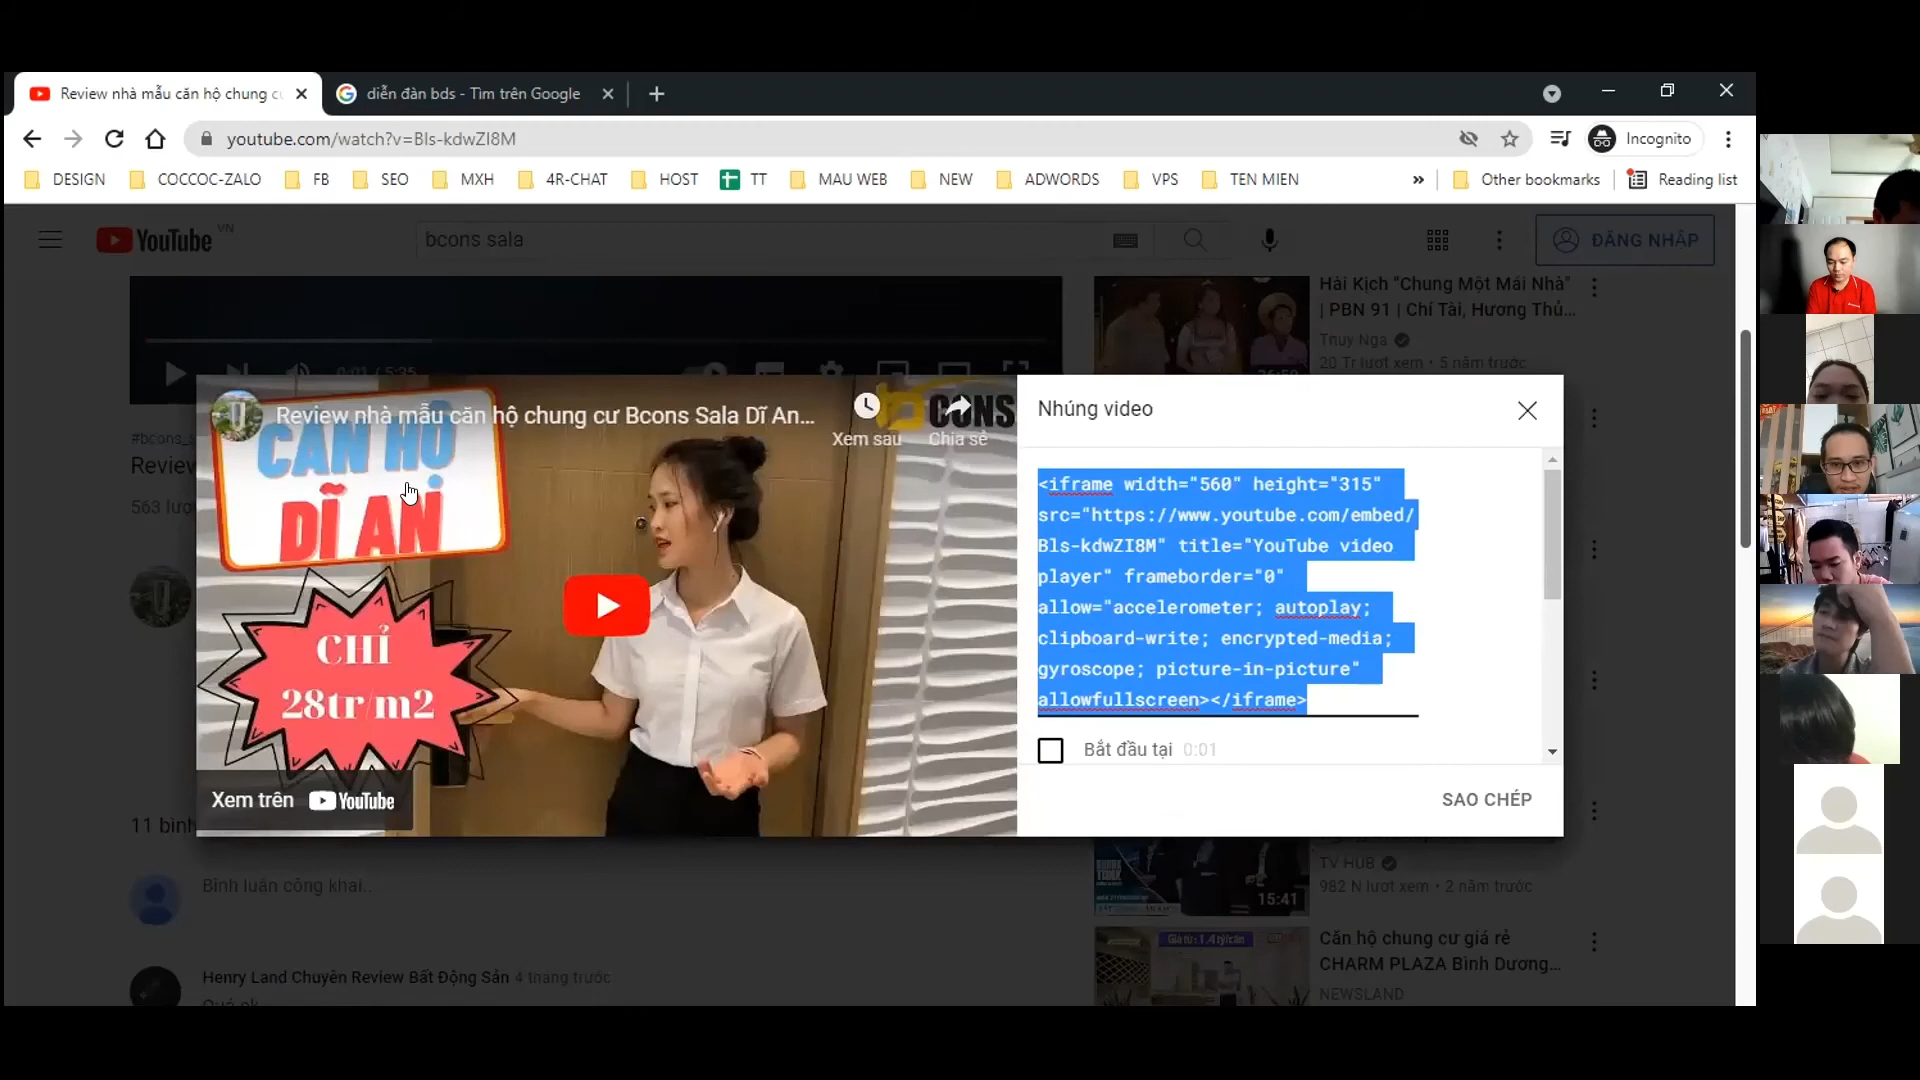 Review nhà mẫu căn hộ chung cư
diễn đàn bds - Tìm trên Google
youtube.com/watch?v=Bls-kdwZI8M
Incognito
DESIGN
COCCOC-ZALO
FB
SEO
MXH
4R-CHAT
HOST
TT
MAU WEB
NEW
ADWORDS
VPS
TEN MIEN
»
Other bookmarks
Reading list
YouTube VN
bcons sala
ĐĂNG NHẬP
0:01 / 5:35
Hài Kịch "Chung Một Mái Nhà"
| PBN 91 | Chí Tài, Hương Thủ...
Thuy Nga
20 Tr lượt xem • 5 năm trước
#bcons_s
Review
563 lượ
Review nhà mẫu căn hộ chung cư Bcons Sala Dĩ An...
Xem sau
Chia sẻ
CONS
CĂN HỘ
DĨ AN
CHỈ
28tr/m2
Xem trên YouTube
Nhúng video
<iframe width="560" height="315"
src="https://www.youtube.com/embed/
Bls-kdwZI8M" title="YouTube video
player" frameborder="0"
allow="accelerometer; autoplay;
clipboard-write; encrypted-media;
gyroscope; picture-in-picture"
allowfullscreen></iframe>
Bắt đầu tại 0:01
SAO CHÉP
11 bình
Bình luận công khai...
Henry Land Chuyên Review Bất Động Sản 4 tháng trước
TV HUB
982 N lượt xem • 2 năm trước
15:41
Căn hộ chung cư giá rẻ
CHARM PLAZA Bình Dương...
NEWSLAND